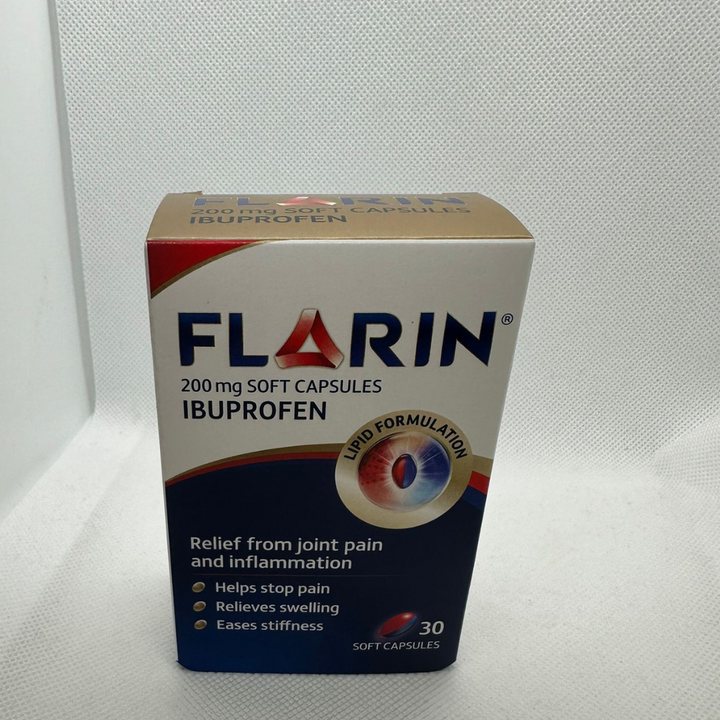 FLARIN
200 mg SOFT CAPSULES
IBUPROFEN
FLARIN®
200 mg SOFT CAPSULES
IBUPROFEN
LIPID FORMULATION
Relief from joint pain
and inflammation
Helps stop pain
Relieves swelling
Eases stiffness
30
SOFT CAPSULES